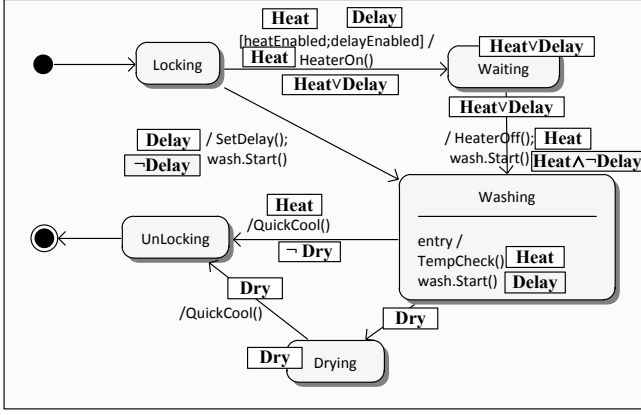 Heat Delay
[heatEnabled;delayEnabled] /
Heat HeaterOn()
Heat∨Delay
Locking
Heat∨Delay
Waiting
Heat∨Delay
Delay / SetDelay();
¬Delay wash.Start()
/ HeaterOff(); Heat
wash.Start() Heat∧¬Delay
Washing
entry /
TempCheck() Heat
wash.Start() Delay
Heat
/QuickCool()
¬ Dry
UnLocking
Dry
/QuickCool()
Dry
Dry
Drying